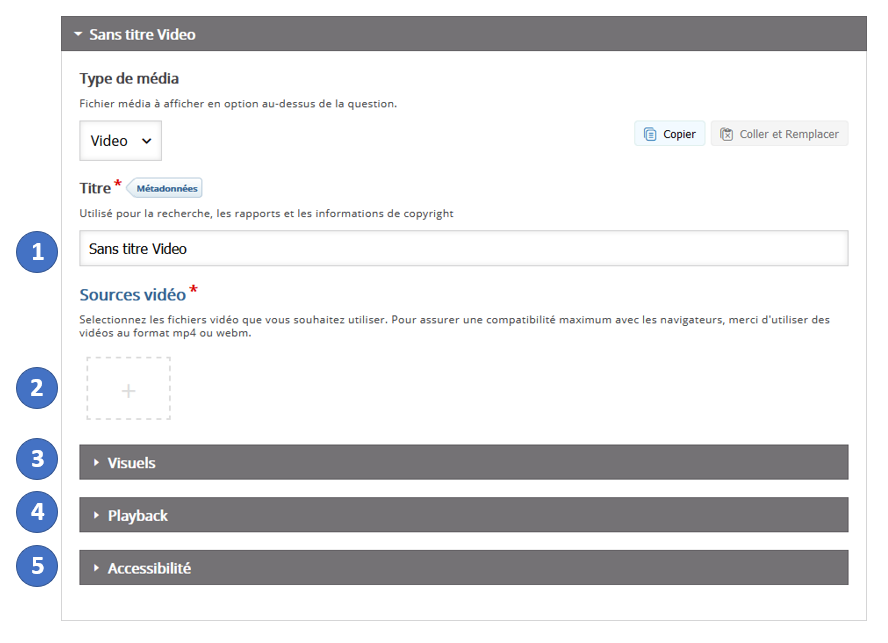 Sans titre Video
Type de média
Fichier média à afficher en option au-dessus de la question.
Video
Copier
Coller et Remplacer
Titre *
Métadonnées
Utilisé pour la recherche, les rapports et les informations de copyright
1
Sans titre Video
Sources vidéo *
Selectionnez les fichiers vidéo que vous souhaitez utiliser. Pour assurer une compatibilité maximum avec les navigateurs, merci d'utiliser des
vidéos au format mp4 ou webm.
2
+
3
Visuels
4
Playback
5
Accessibilité